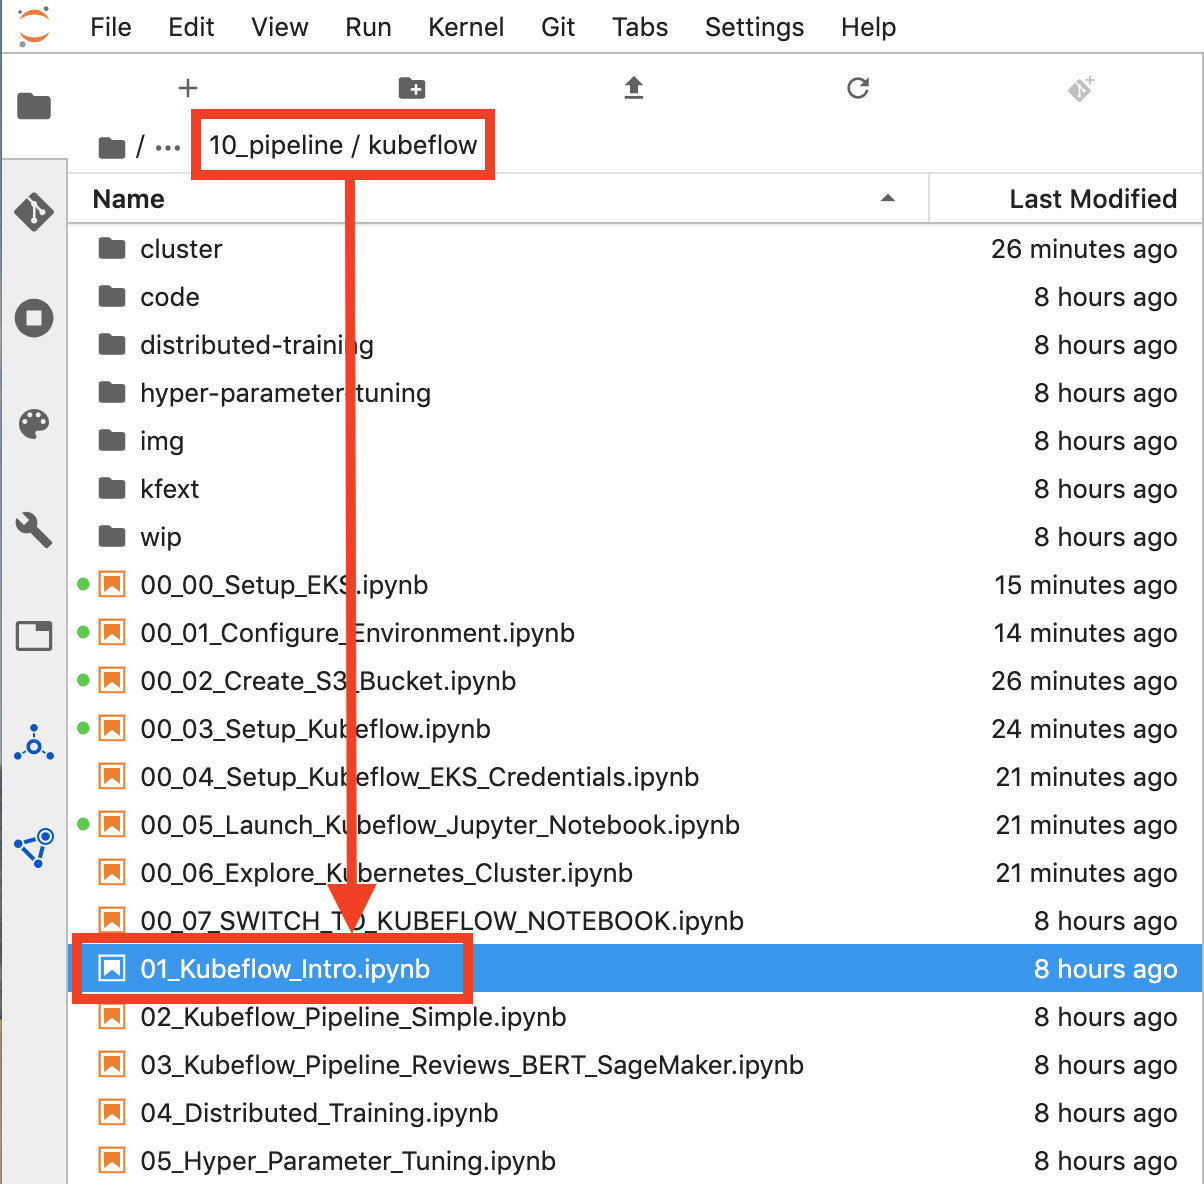 File Edit View Run Kernel Git Tabs Settings Help
/ ... 10_pipeline / kubeflow
Name Last Modified
cluster 26 minutes ago
code 8 hours ago
distributed-training 8 hours ago
hyper-parameter-tuning 8 hours ago
img 8 hours ago
kfext 8 hours ago
wip 8 hours ago
00_00_Setup_EKS.ipynb 15 minutes ago
00_01_Configure_Environment.ipynb 14 minutes ago
00_02_Create_S3_Bucket.ipynb 26 minutes ago
00_03_Setup_Kubeflow.ipynb 24 minutes ago
00_04_Setup_Kubeflow_EKS_Credentials.ipynb 21 minutes ago
00_05_Launch_Kubeflow_Jupyter_Notebook.ipynb 21 minutes ago
00_06_Explore_Kubernetes_Cluster.ipynb 21 minutes ago
00_07_SWITCH_TO_KUBEFLOW_NOTEBOOK.ipynb 8 hours ago
01_Kubeflow_Intro.ipynb 8 hours ago
02_Kubeflow_Pipeline_Simple.ipynb 8 hours ago
03_Kubeflow_Pipeline_Reviews_BERT_SageMaker.ipynb 8 hours ago
04_Distributed_Training.ipynb 8 hours ago
05_Hyper_Parameter_Tuning.ipynb 8 hours ago